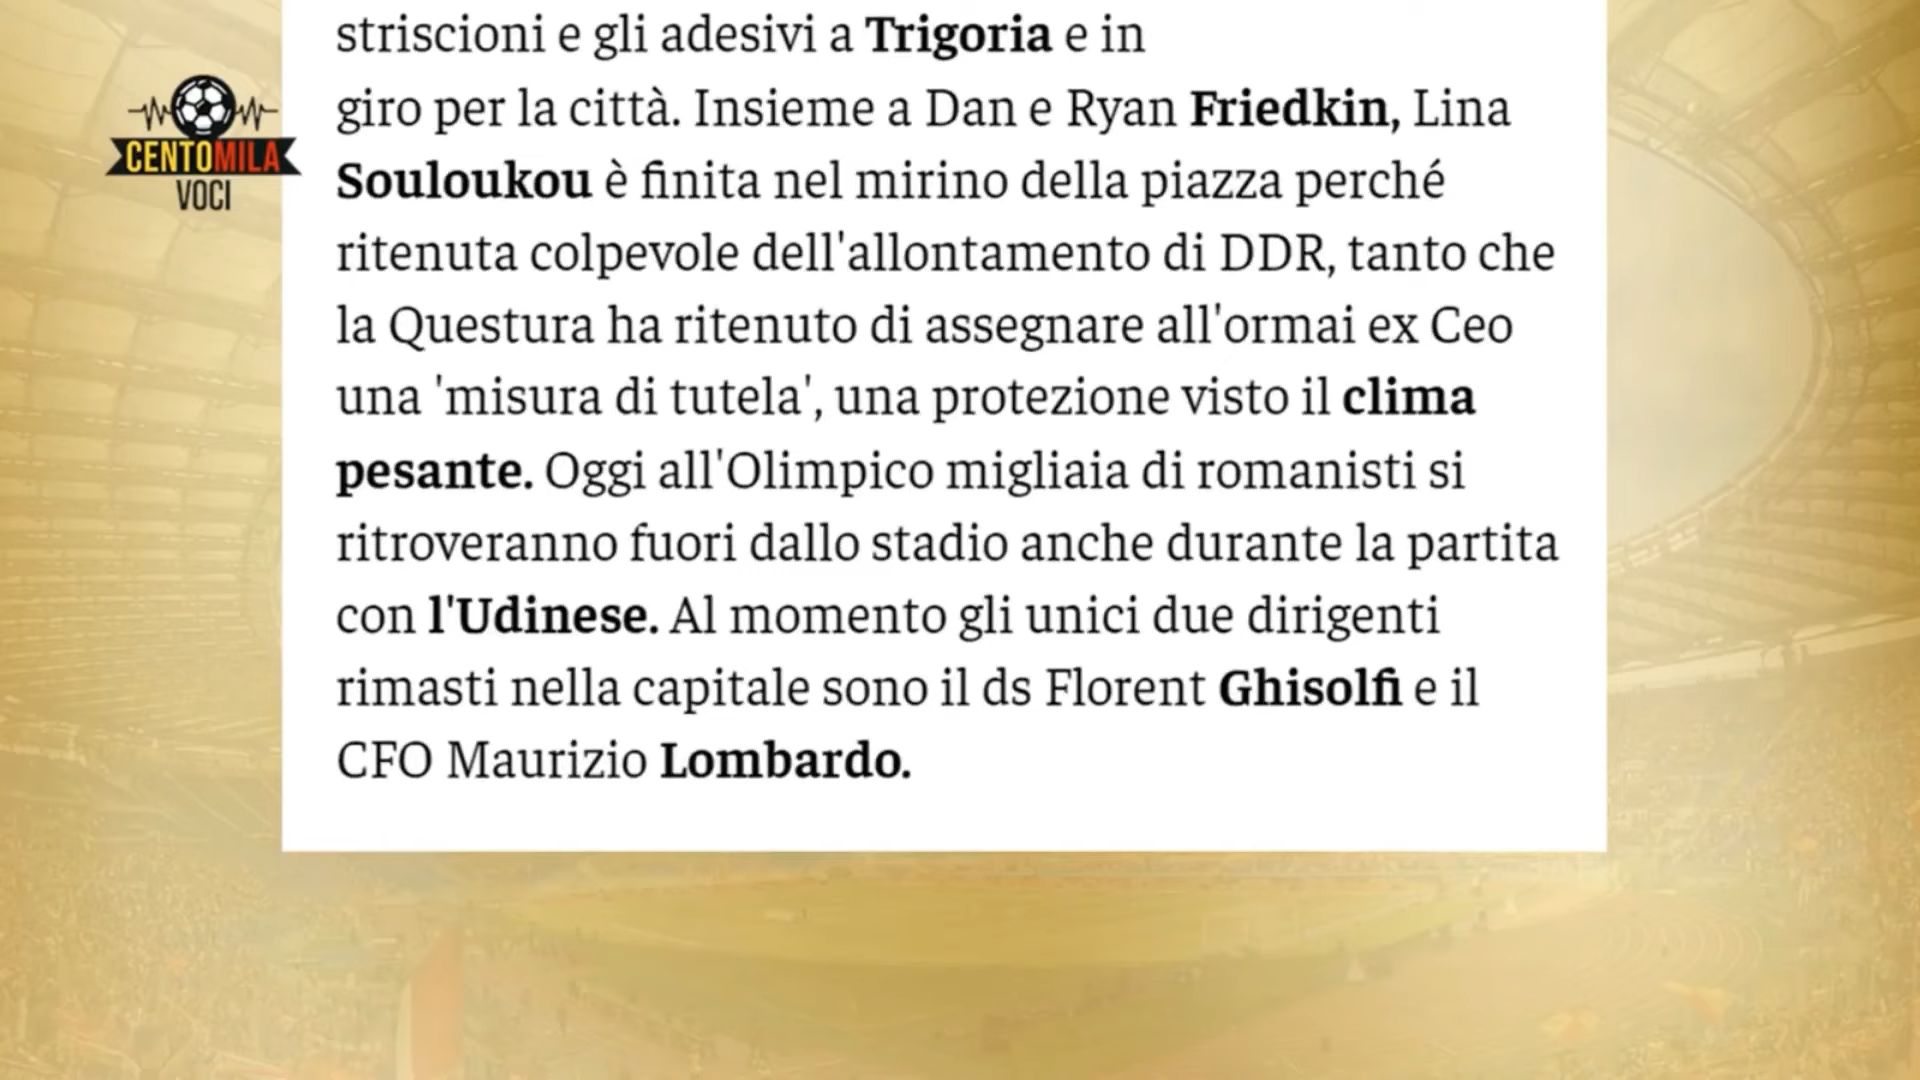 striscioni e gli adesivi a Trigoria e in
giro per la città. Insieme a Dan e Ryan Friedkin, Lina
Souloukou è finita nel mirino della piazza perché
ritenuta colpevole dell'allontamento di DDR, tanto che
la Questura ha ritenuto di assegnare all'ormai ex Ceo
una 'misura di tutela', una protezione visto il clima
pesante. Oggi all'Olimpico migliaia di romanisti si
ritroveranno fuori dallo stadio anche durante la partita
con l'Udinese. Al momento gli unici due dirigenti
rimasti nella capitale sono il ds Florent Ghisolfi e il
CFO Maurizio Lombardo.
CENTOMILA
VOCI